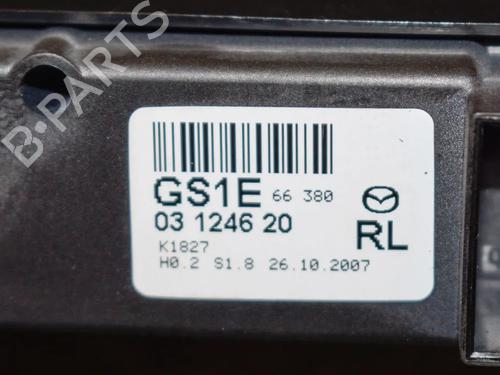 B-PARTS
GS1E 66 380
03 1246 20 RL
K1827
H0.2 S1.8 26.10.2007